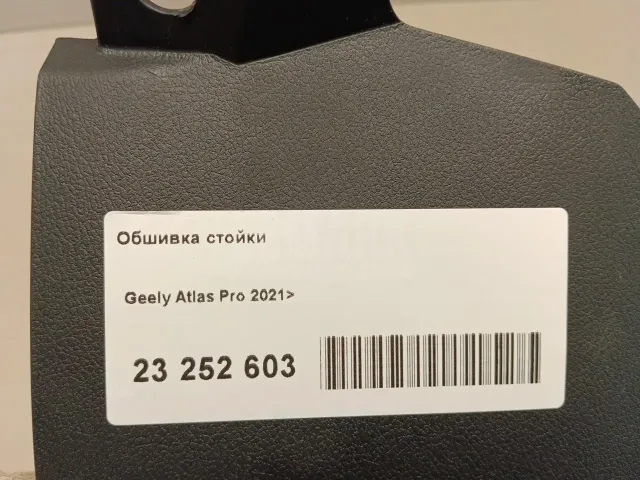 Обшивка стойки
Geely Atlas Pro 2021>
23 252 603